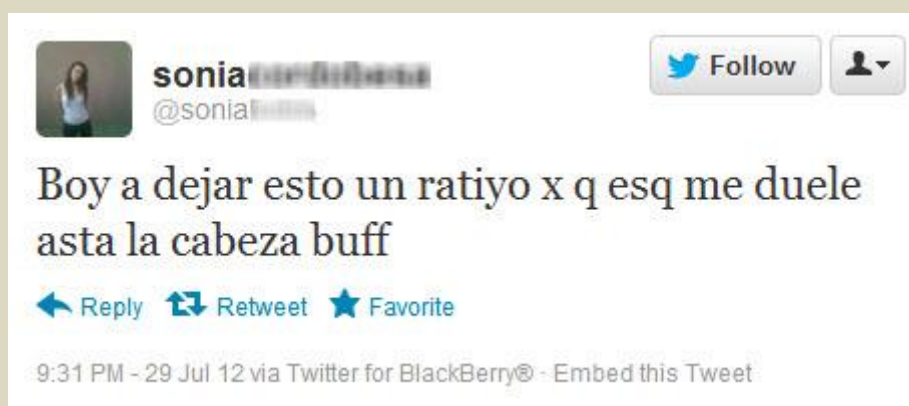 sonia
Follow
@sonia
Boy a dejar esto un ratiyo x q esq me duele
asta la cabeza buff
Reply Retweet Favorite
9:31 PM - 29 Jul 12 via Twitter for BlackBerry® · Embed this Tweet